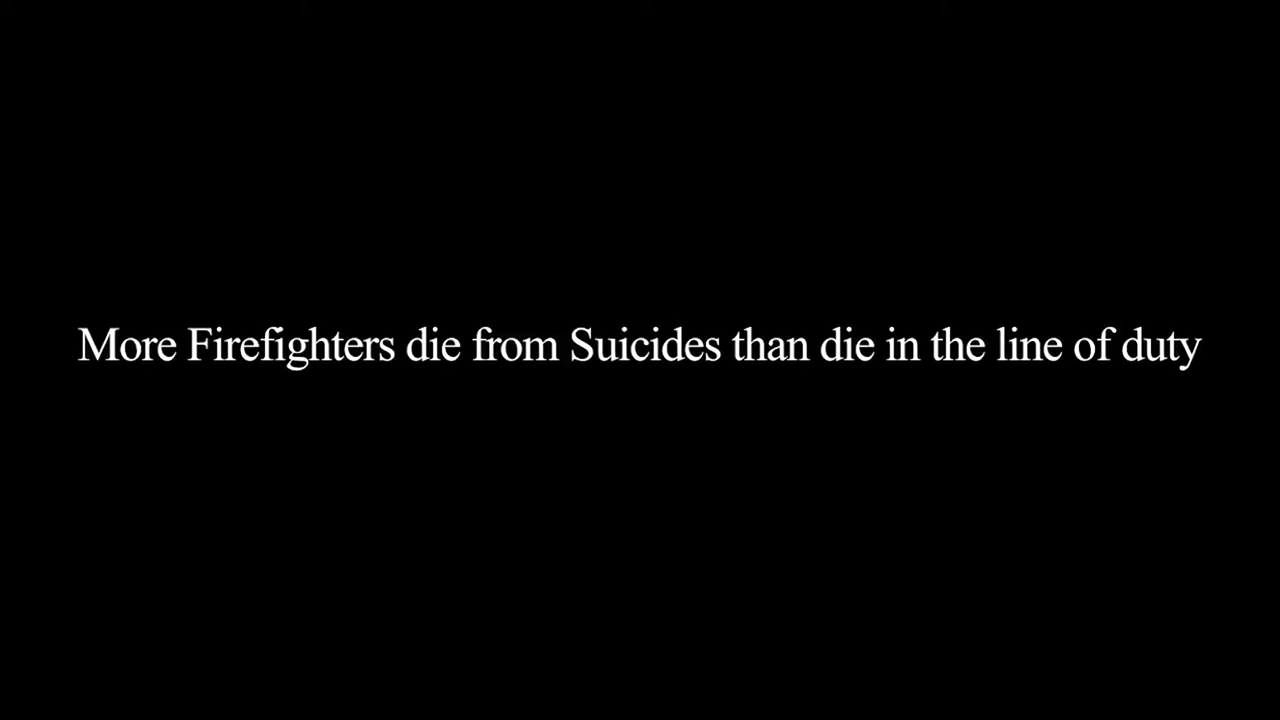 More Firefighters die from Suicides than die in the line of duty